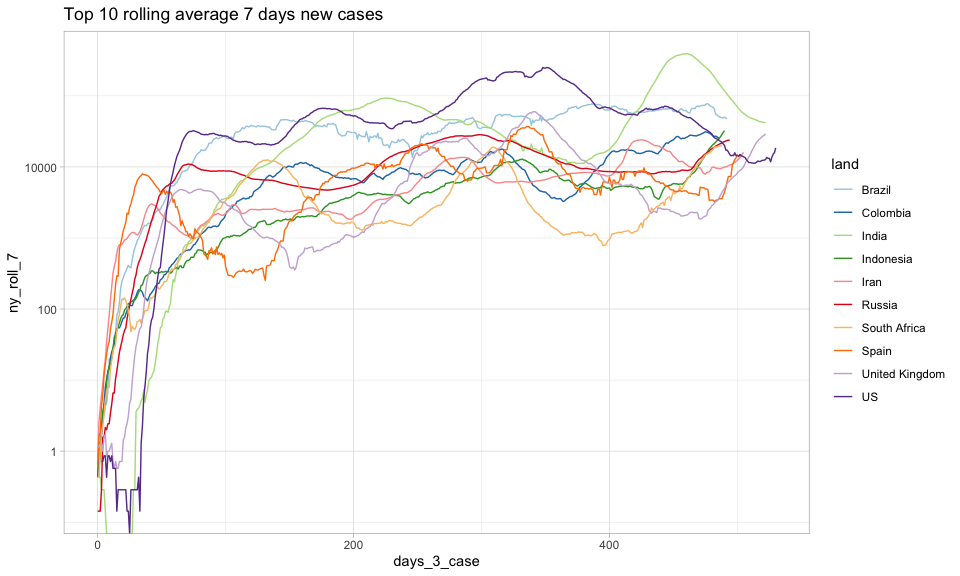 Top 10 rolling average 7 days new cases
ny_roll_7
10000
100
1
0
200
400
days_3_case
land
Brazil
Colombia
India
Indonesia
Iran
Russia
South Africa
Spain
United Kingdom
US